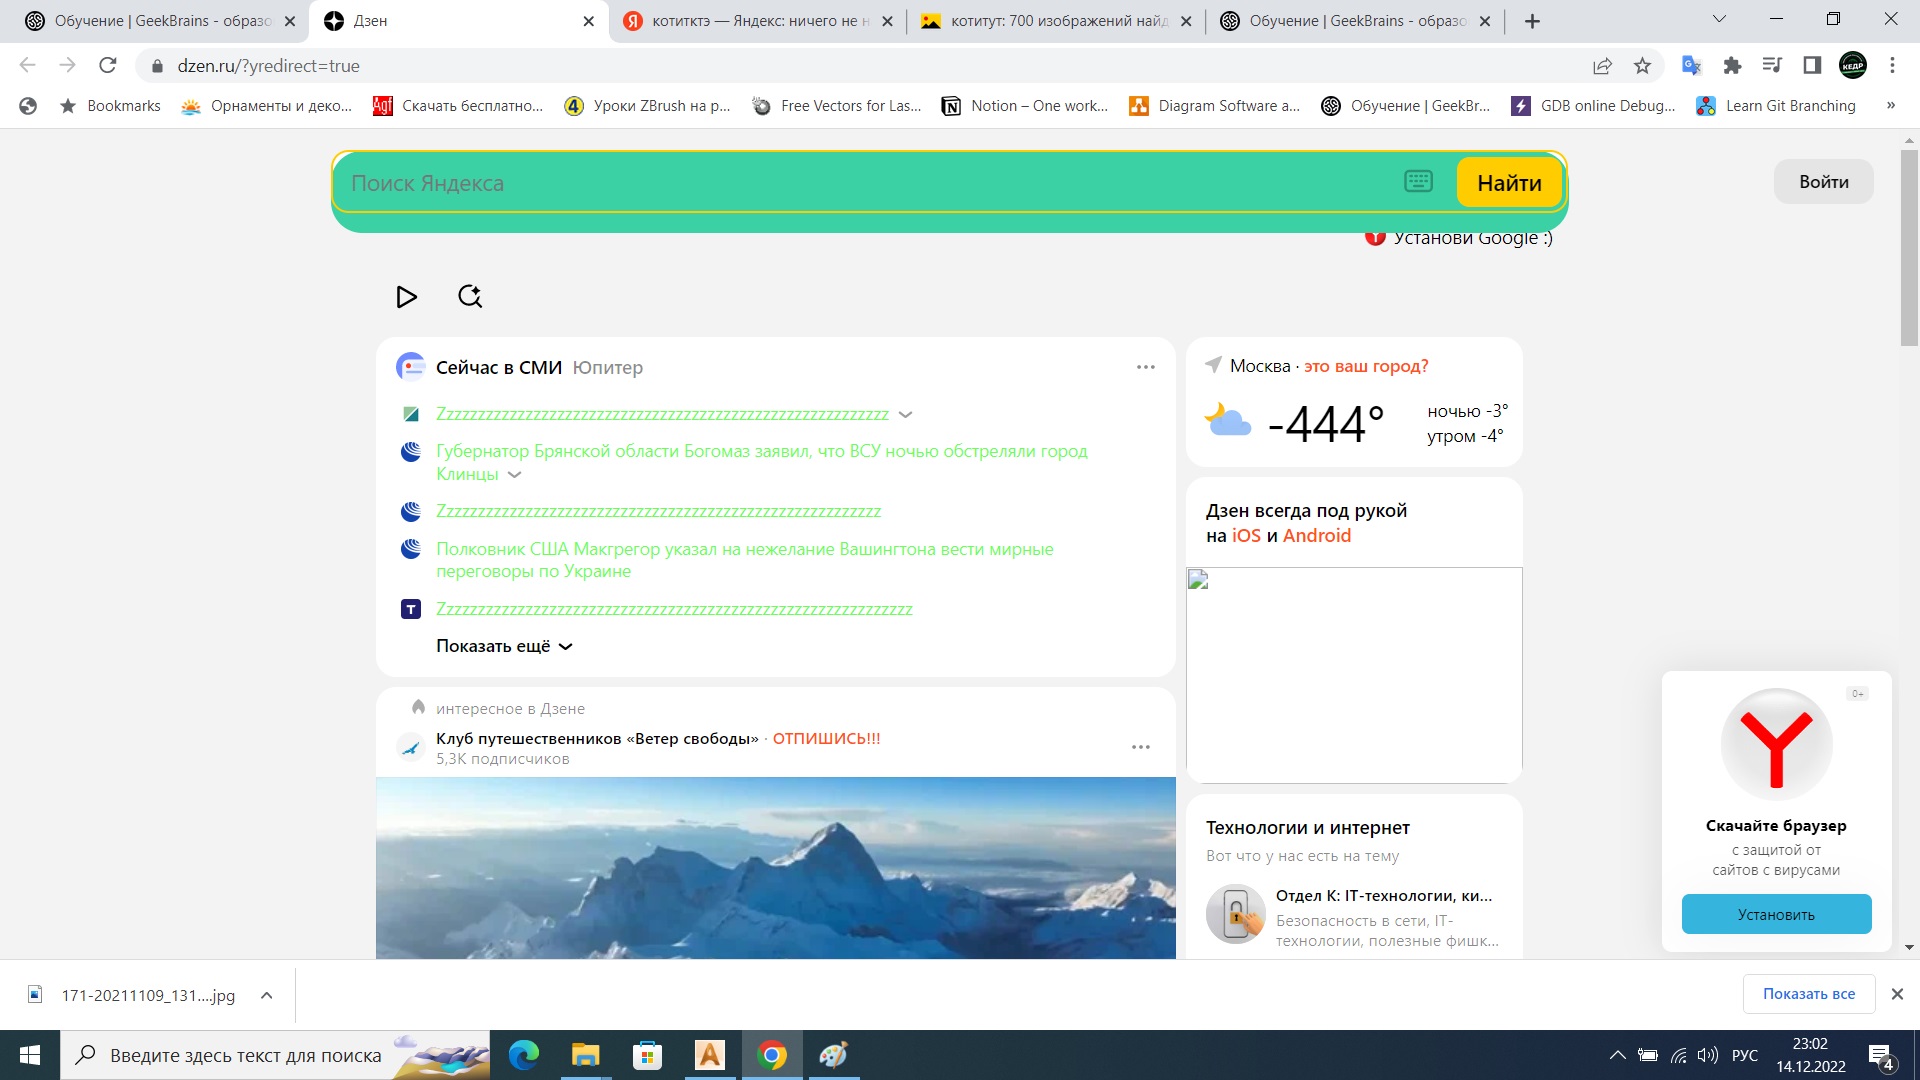 Обучение | GeekBrains - образо
Дзен
котитктэ — Яндекс: ничего не н
котитут: 700 изображений найд
Обучение | GeekBrains - образо
dzen.ru/?yredirect=true
КЕДР
Bookmarks
Орнаменты и деко...
Скачать бесплатно...
Уроки ZBrush на р...
Free Vectors for Las...
Notion – One work...
Diagram Software a...
Обучение | GeekBr...
GDB online Debug...
Learn Git Branching
»
Поиск Яндекса
Найти
Войти
Установи Google :)
Сейчас в СМИ Юпитер
Zzzzzzzzzzzzzzzzzzzzzzzzzzzzzzzzzzzzzzzzzzzzzzzzzzzzzzzzz
Губернатор Брянской области Богомаз заявил, что ВСУ ночью обстреляли город
Клинцы
Zzzzzzzzzzzzzzzzzzzzzzzzzzzzzzzzzzzzzzzzzzzzzzzzzzzzzzzz
Полковник США Макгрегор указал на нежелание Вашингтона вести мирные
переговоры по Украине
Zzzzzzzzzzzzzzzzzzzzzzzzzzzzzzzzzzzzzzzzzzzzzzzzzzzzzzzzzzzz
Показать ещё
Москва · это ваш город?
-444°
ночью -3°
утром -4°
Дзен всегда под рукой
на iOS и Android
интересное в Дзене
Клуб путешественников «Ветер свободы» · ОТПИШИСЬ!!!
5,3К подписчиков
Технологии и интернет
Вот что у нас есть на тему
Отдел К: IT-технологии, ки...
Безопасность в сети, IT-
технологии, полезные фишк...
0+
Скачайте браузер
с защитой от
сайтов с вирусами
Установить
171-20211109_131....jpg
Показать все
Введите здесь текст для поиска
РУС
23:02
14.12.2022
4